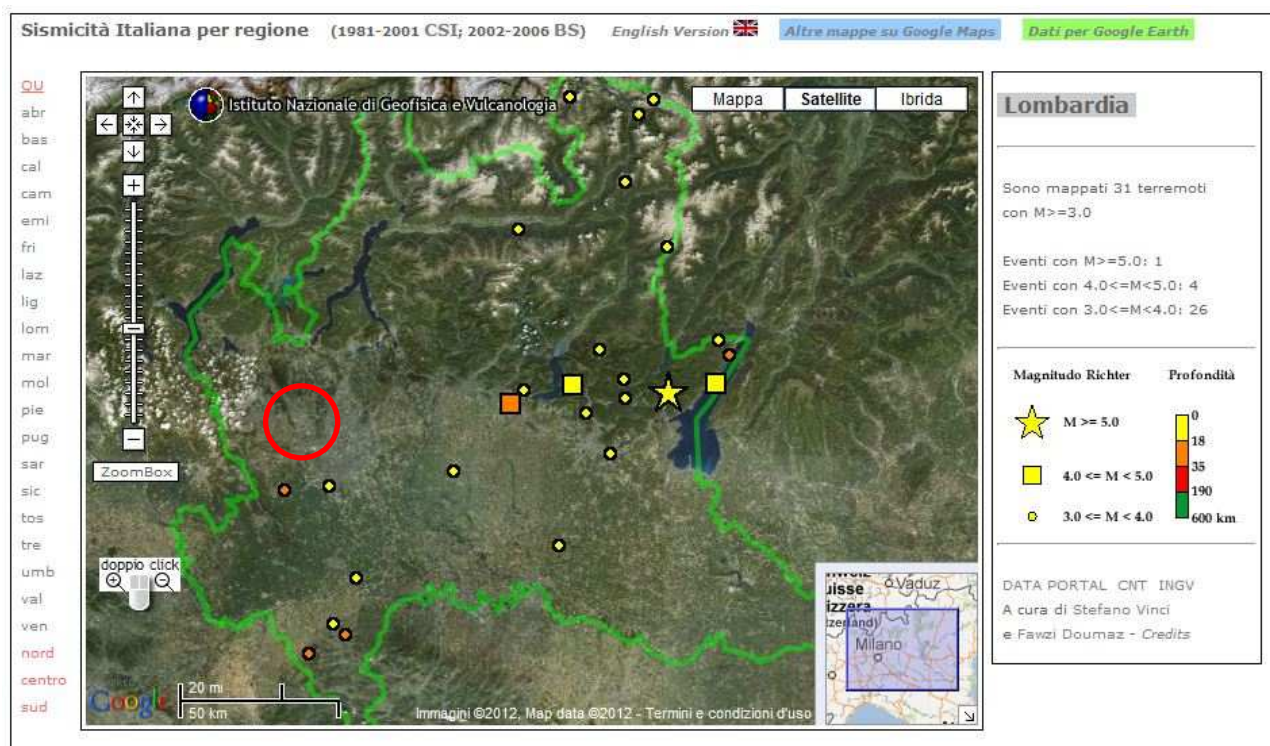 Sismicità Italiana per regione (1981-2001 CSI; 2002-2006 BS) English Version Altre mappe su Google Maps Dati per Google Earth
QU
abr
bas
cal
cam
emi
fri
laz
lig
lom
mar
mol
pie
pug
sar
sic
tos
tre
umb
val
ven
nord
centro
sud
Istituto Nazionale di Geofisica e Vulcanologia
Mappa Satellite Ibrida
ZoomBox
doppio click
Google
20 mi
50 km
Immagini ©2012, Map data ©2012 - Termini e condizioni d'uso
Vaduz
Milano
Lombardia
Sono mappati 31 terremoti
con M>=3.0
Eventi con M>=5.0: 1
Eventi con 4.0<=M<5.0: 4
Eventi con 3.0<=M<4.0: 26
Magnitudo Richter Profondità
M >= 5.0
4.0 <= M < 5.0
3.0 <= M < 4.0
0
18
35
190
600 km
DATA PORTAL CNT INGV
A cura di Stefano Vinci
e Fawzi Doumaz - Credits